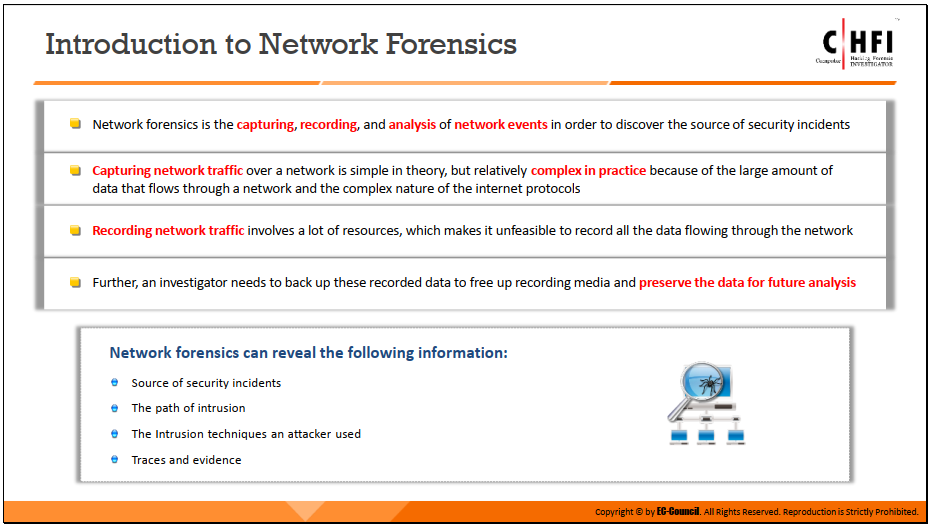 Introduction to Network Forensics
C HFI
Computer Hacking Forensic
INVESTIGATOR
Network forensics is the capturing, recording, and analysis of network events in order to discover the source of security incidents
Capturing network traffic over a network is simple in theory, but relatively complex in practice because of the large amount of
data that flows through a network and the complex nature of the internet protocols
Recording network traffic involves a lot of resources, which makes it unfeasible to record all the data flowing through the network
Further, an investigator needs to back up these recorded data to free up recording media and preserve the data for future analysis
Network forensics can reveal the following information:
Source of security incidents
The path of intrusion
The Intrusion techniques an attacker used
Traces and evidence
Copyright © by EC-Council. All Rights Reserved. Reproduction is Strictly Prohibited.